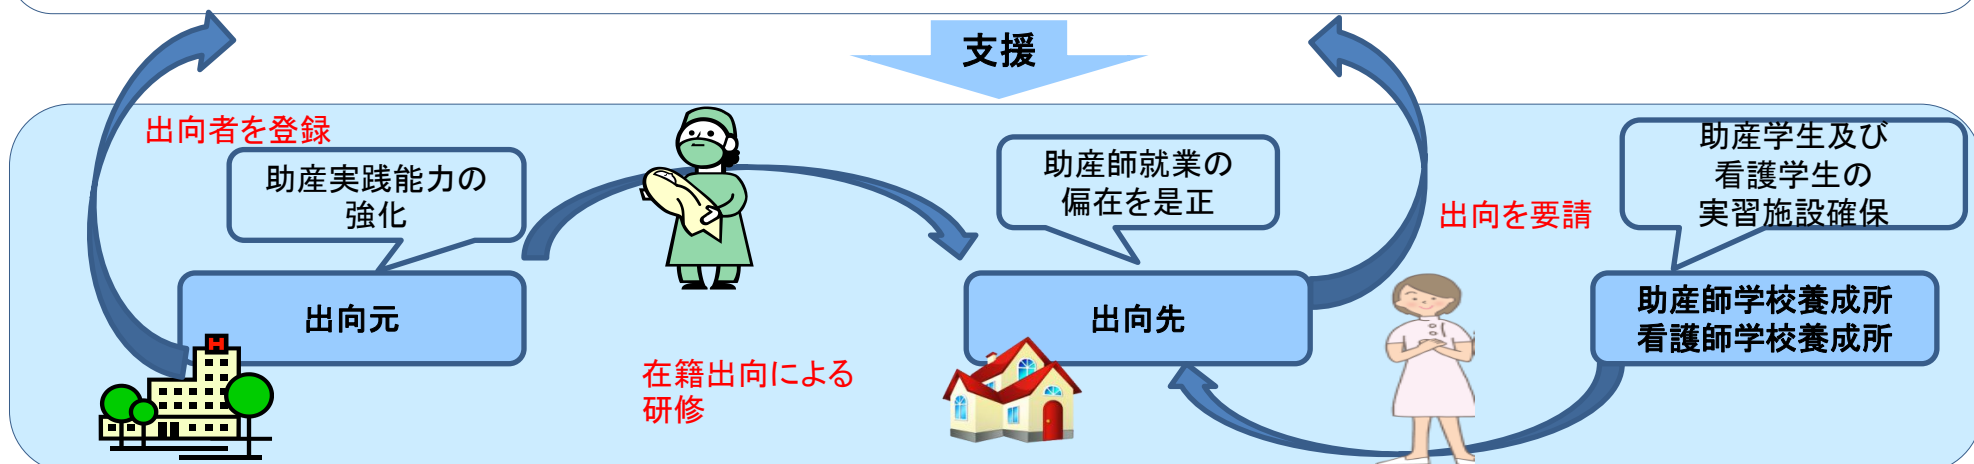 支援
出向者を登録
助産実践能力の
強化
助産師就業の
偏在を是正
出向を要請
助産学生及び
看護学生の
実習施設確保
出向元
出向先
助産師学校養成所
看護師学校養成所
在籍出向による
研修
H